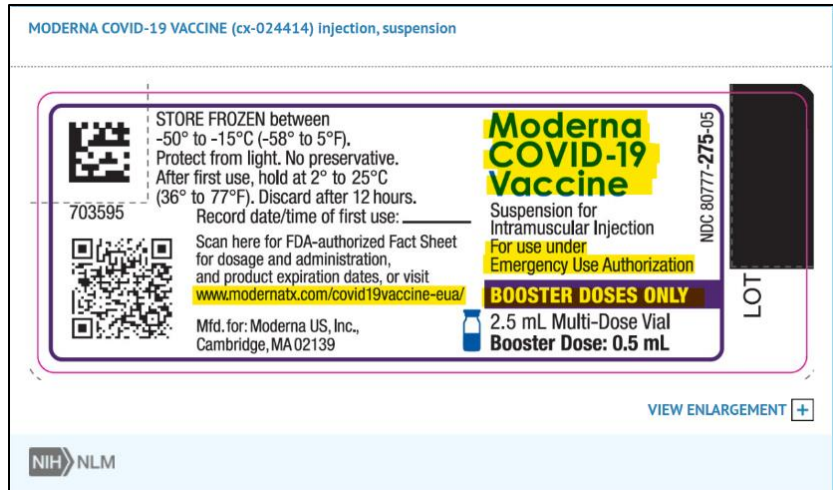 MODERNA COVID-19 VACCINE (cx-024414) injection, suspension
STORE FROZEN between
-50° to -15°C (-58° to 5°F).
Protect from light. No preservative.
After first use, hold at 2° to 25°C
(36° to 77°F). Discard after 12 hours.
Record date/time of first use:
703595
Scan here for FDA-authorized Fact Sheet
for dosage and administration,
and product expiration dates, or visit
www.modernatx.com/covid19vaccine-eua/
Mfd. for: Moderna US, Inc.,
Cambridge, MA 02139
Moderna
COVID-19
Vaccine
Suspension for
Intramuscular Injection
For use under
Emergency Use Authorization
BOOSTER DOSES ONLY
2.5 mL Multi-Dose Vial
Booster Dose: 0.5 mL
NDC 80777-275-05
LOT
VIEW ENLARGEMENT +
NIH NLM